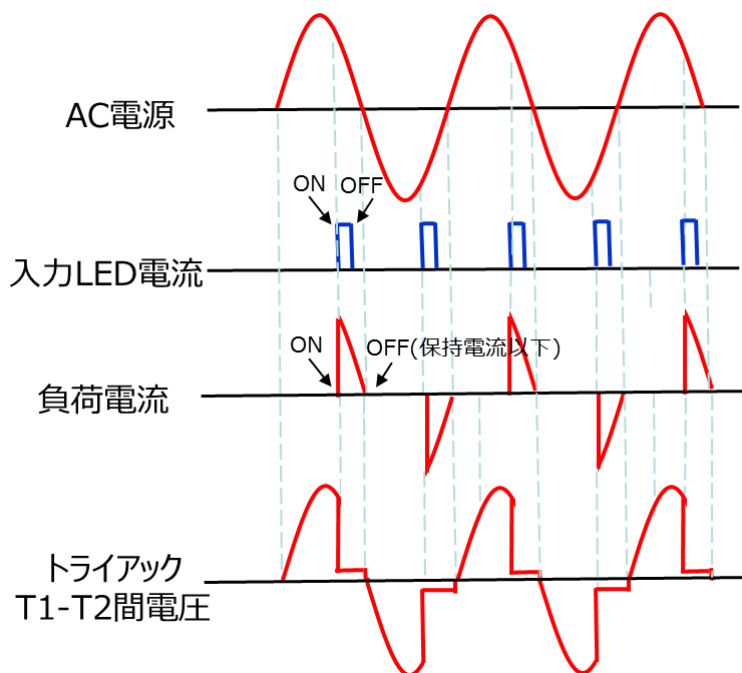 AC電源
ON OFF
入力LED電流
ON OFF(保持電流以下)
負荷電流
トライアック
T1-T2間電圧